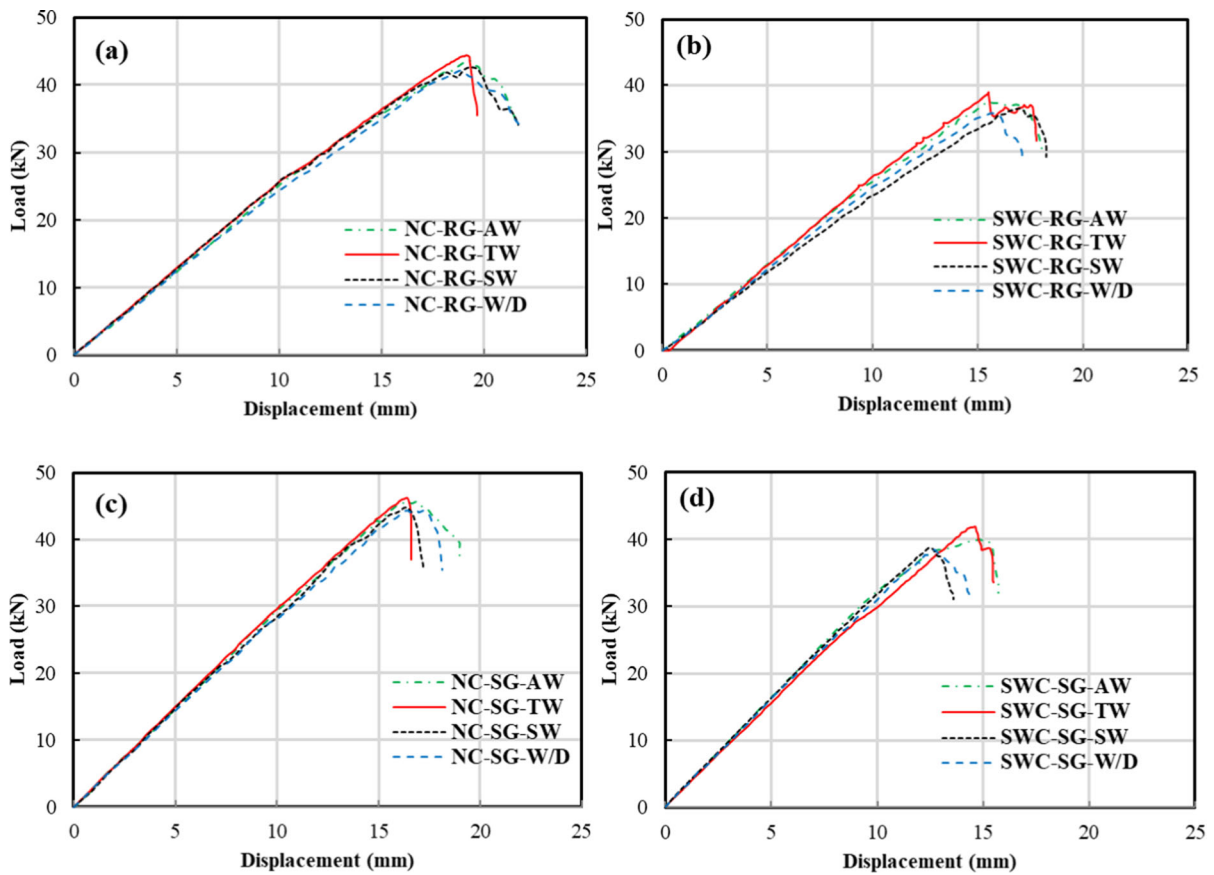 (a)
50
40
30
20
10
0
Load (kN)
NC-RG-AW
NC-RG-TW
NC-RG-SW
NC-RG-W/D
0 5 10 15 20 25
Displacement (mm)
(b)
50
40
30
20
10
0
Load (kN)
SWC-RG-AW
SWC-RG-TW
SWC-RG-SW
SWC-RG-W/D
0 5 10 15 20 25
Displacement (mm)
(c)
50
40
30
20
10
0
Load (kN)
NC-SG-AW
NC-SG-TW
NC-SG-SW
NC-SG-W/D
0 5 10 15 20 25
Displacement (mm)
(d)
50
40
30
20
10
0
Load (kN)
SWC-SG-AW
SWC-SG-TW
SWC-SG-SW
SWC-SG-W/D
0 5 10 15 20 25
Displacement (mm)